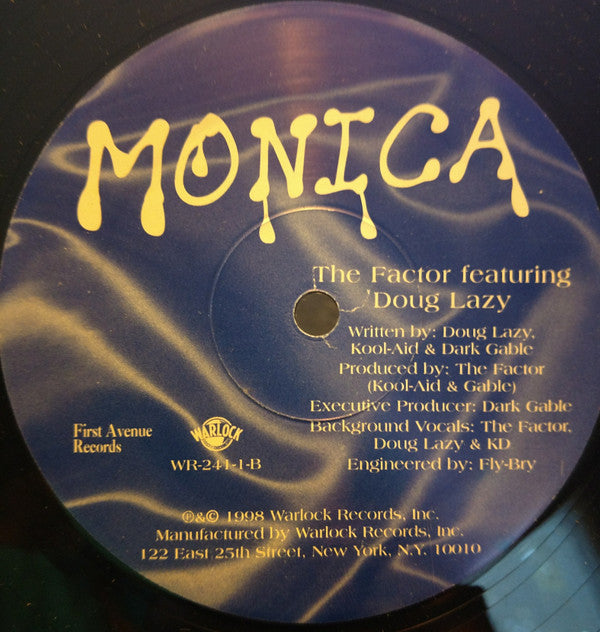 MONICA
The Factor featuring
Doug Lazy
Written by: Doug Lazy,
Kool-Aid & Dark Gable
Produced by: The Factor
(Kool-Aid & Gable)
Executive Producer: Dark Gable
Background Vocals: The Factor,
Doug Lazy & KD
Engineered by: Fly-Bry
First Avenue
Records
WARLOCK
WR-241-1-B
℗&© 1998 Warlock Records, Inc.
Manufactured by Warlock Records, Inc.
122 East 25th Street, New York, N.Y. 10010